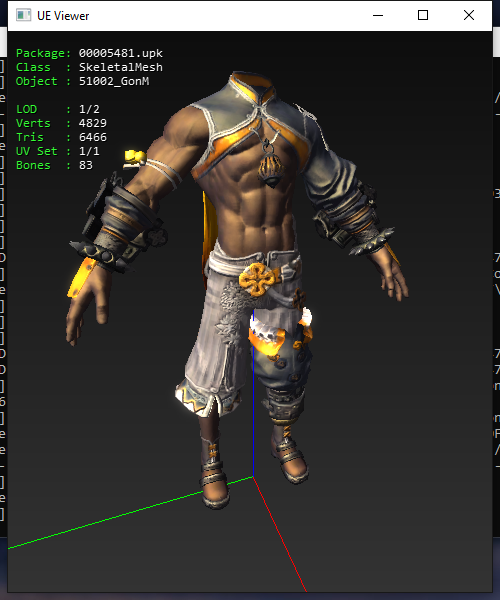 UE Viewer
Package: 00005481.upk
Class : SkeletalMesh
Object : 51002_GonM
LOD : 1/2
Verts : 4829
Tris : 6466
UV Set : 1/1
Bones : 83